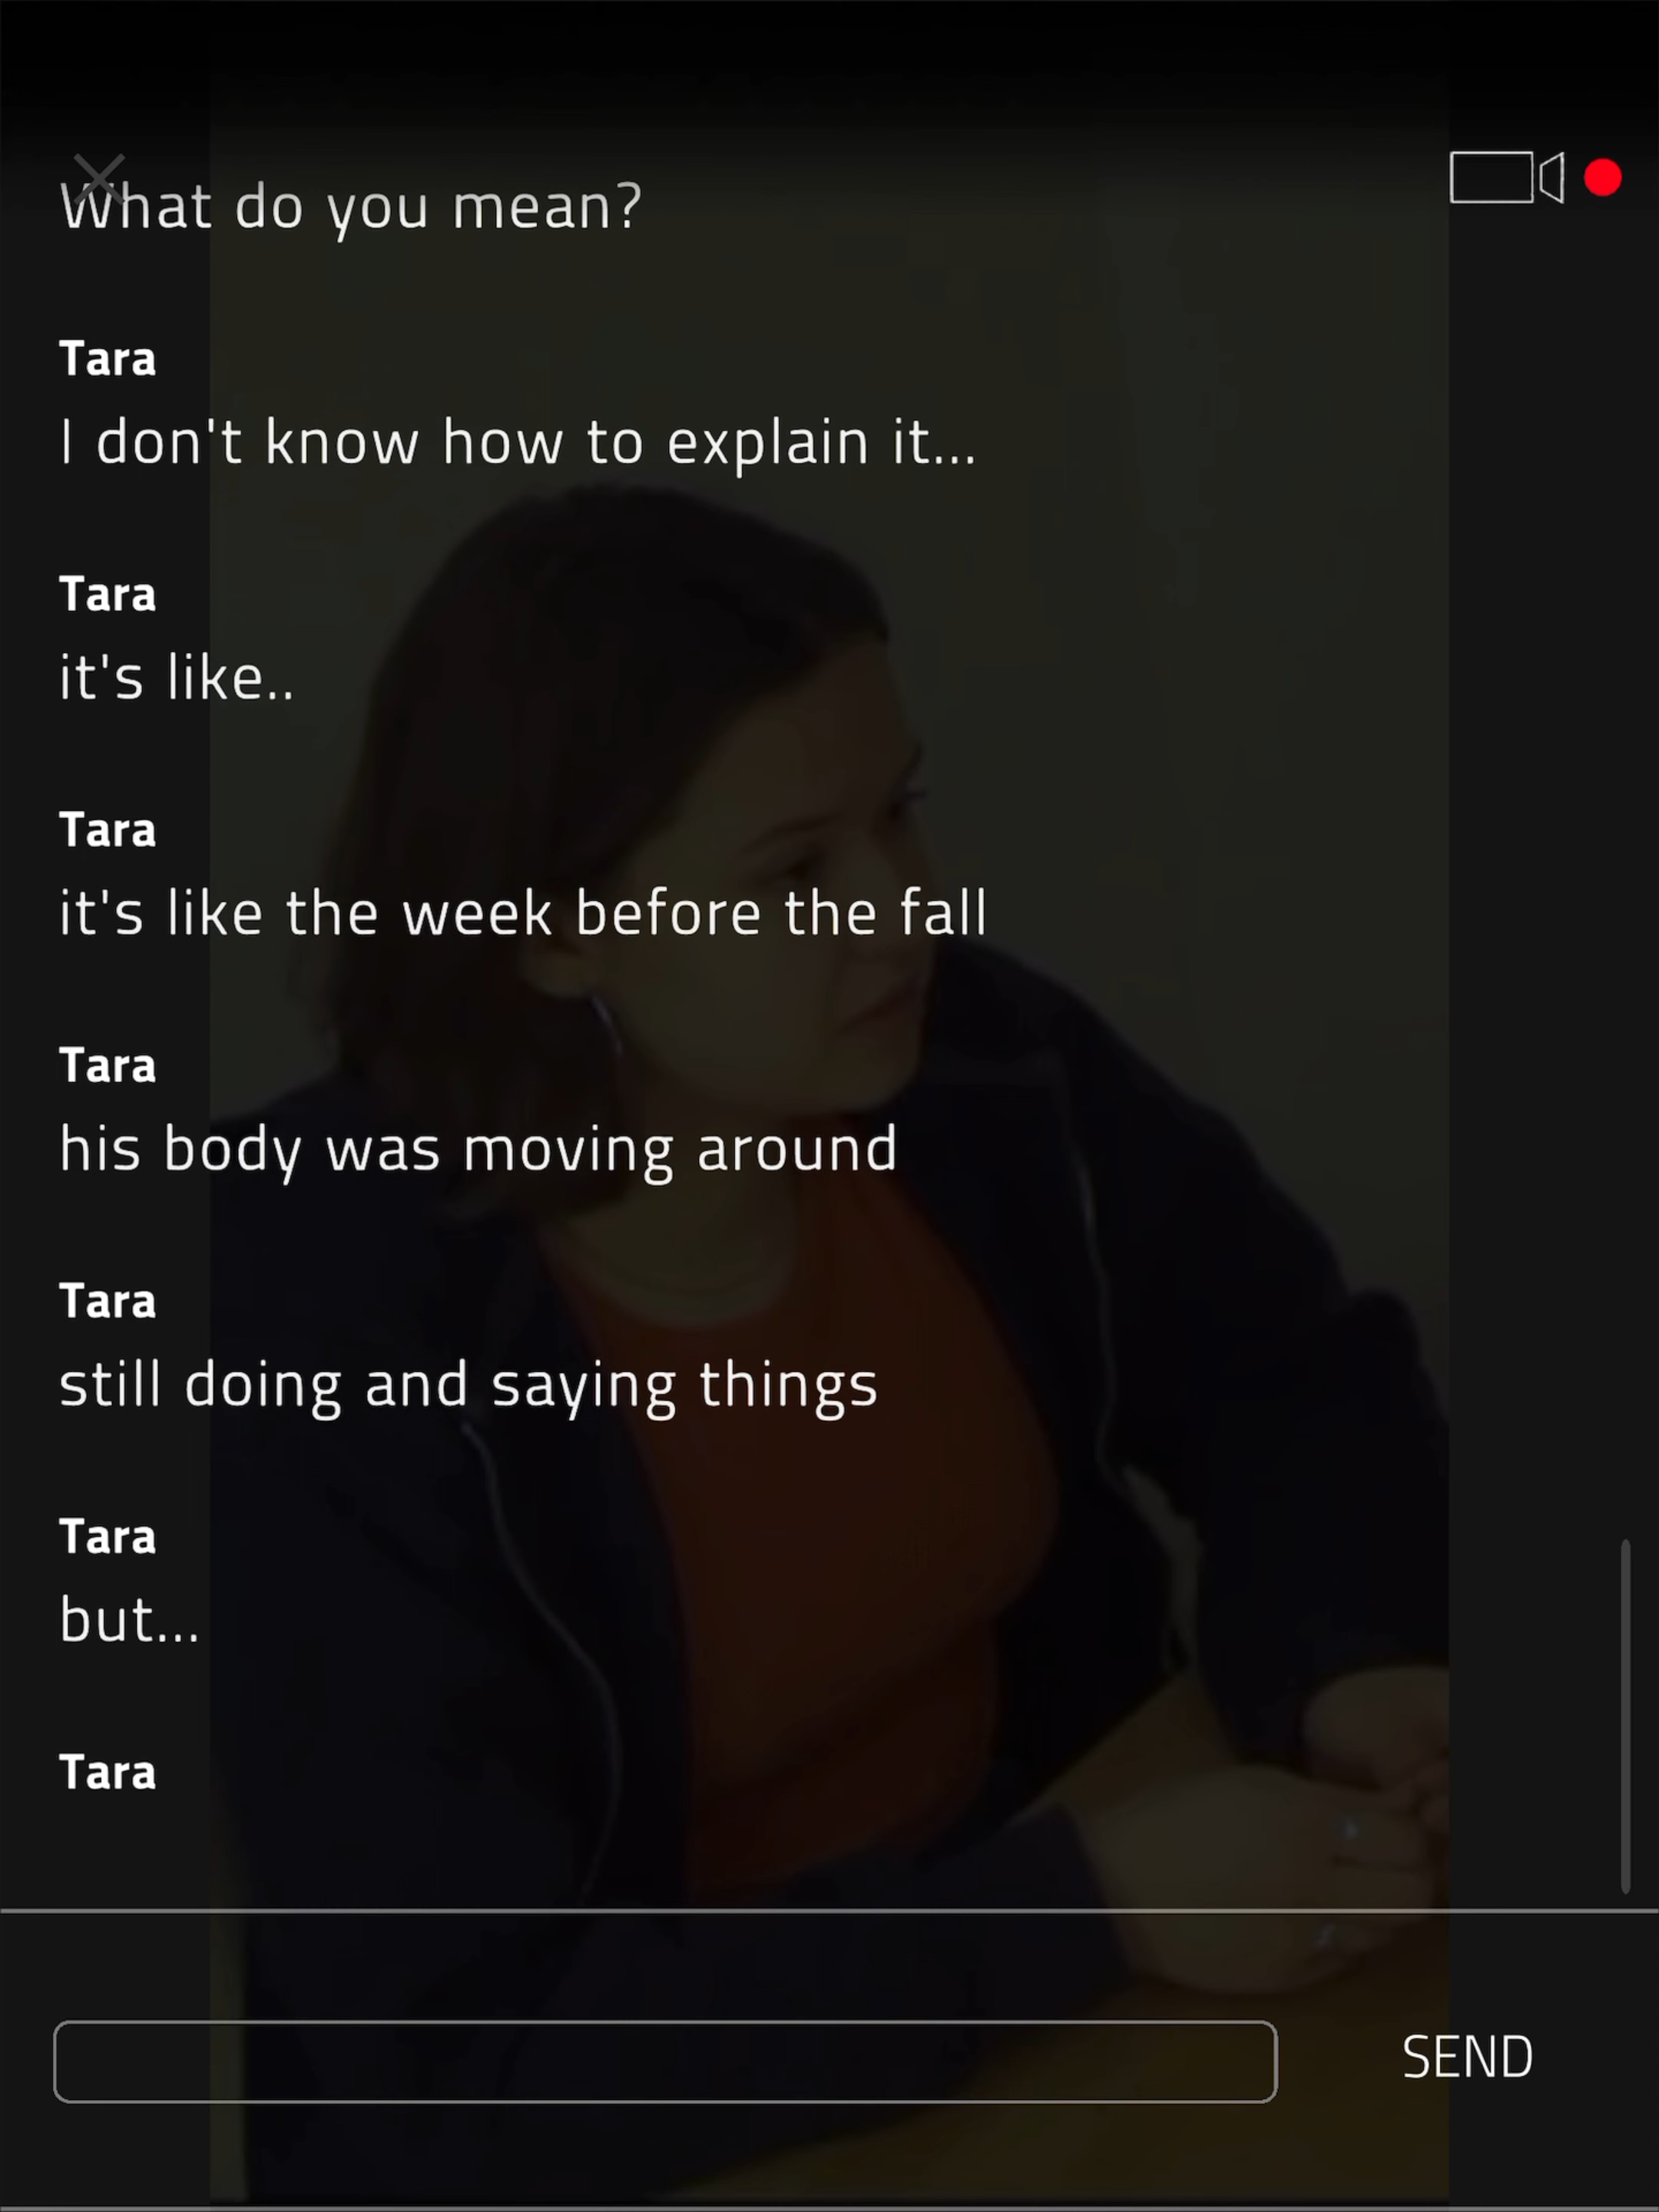 What do you mean?
Tara
I don't know how to explain it...
Tara
it's like..
Tara
it's like the week before the fall
Tara
his body was moving around
Tara
still doing and saying things
Tara
but...
Tara
SEND